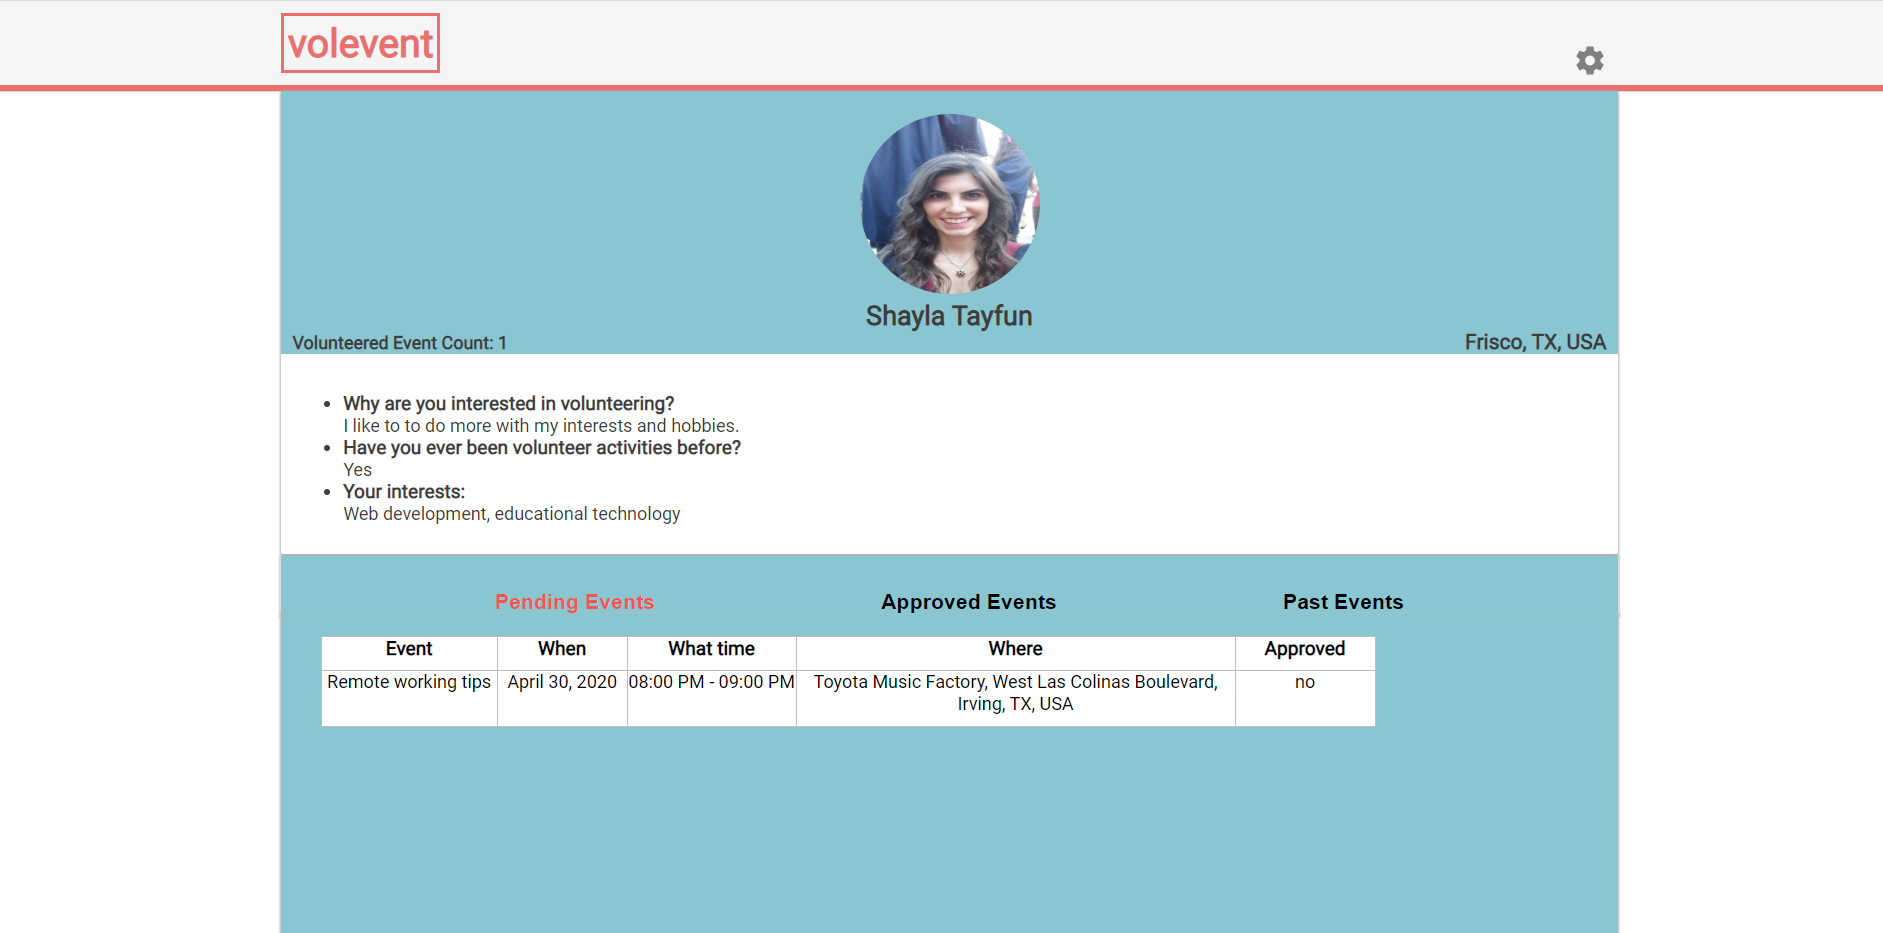 volevent
Shayla Tayfun
Volunteered Event Count: 1
Frisco, TX, USA
Why are you interested in volunteering?
I like to to do more with my interests and hobbies.
Have you ever been volunteer activities before?
Yes
Your interests:
Web development, educational technology
Pending Events Approved Events Past Events
Event When What time Where Approved
Remote working tips April 30, 2020 08:00 PM - 09:00 PM Toyota Music Factory, West Las Colinas Boulevard, no
Irving, TX, USA